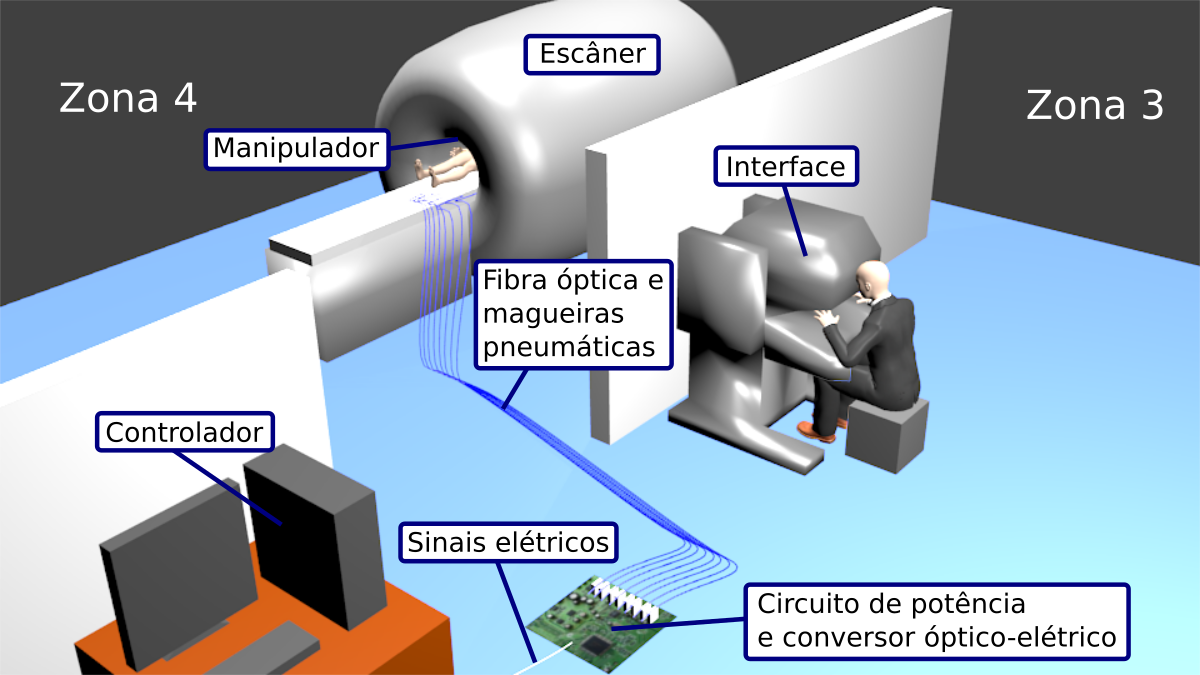 Escâner
Zona 4
Zona 3
Manipulador
Interface
Fibra óptica e
magueiras
pneumáticas
Controlador
Sinais elétricos
Circuito de potência
e conversor óptico-elétrico